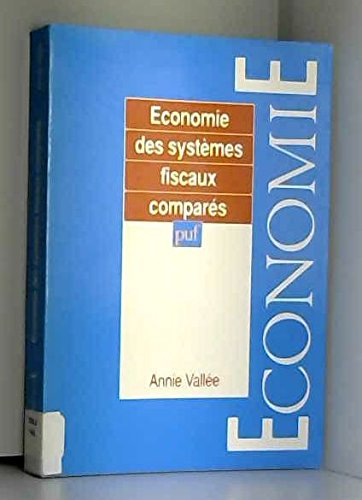 Economie
des systèmes
fiscaux
comparés
puf
Annie Vallée
ECONOMIE